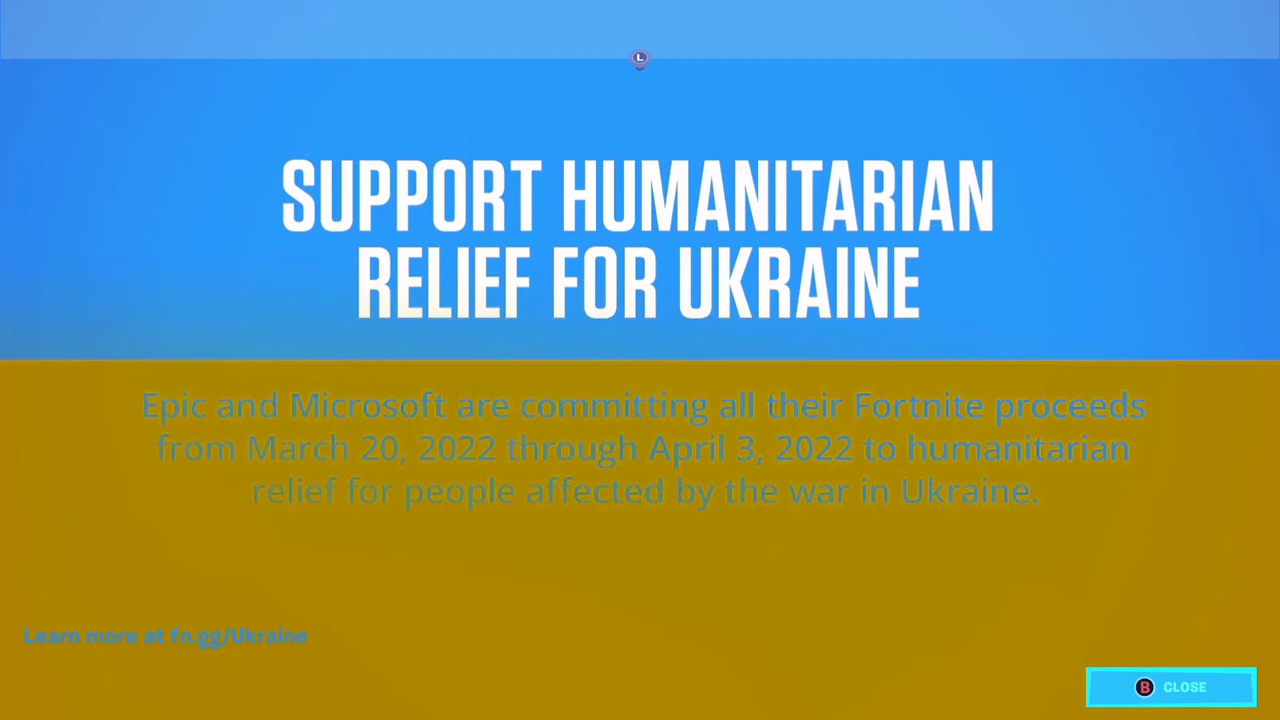 L
SUPPORT HUMANITARIAN
RELIEF FOR UKRAINE
Epic and Microsoft are committing all their Fortnite proceeds
from March 20, 2022 through April 3, 2022 to humanitarian
relief for people affected by the war in Ukraine.
Learn more at fn.gg/Ukraine
B CLOSE